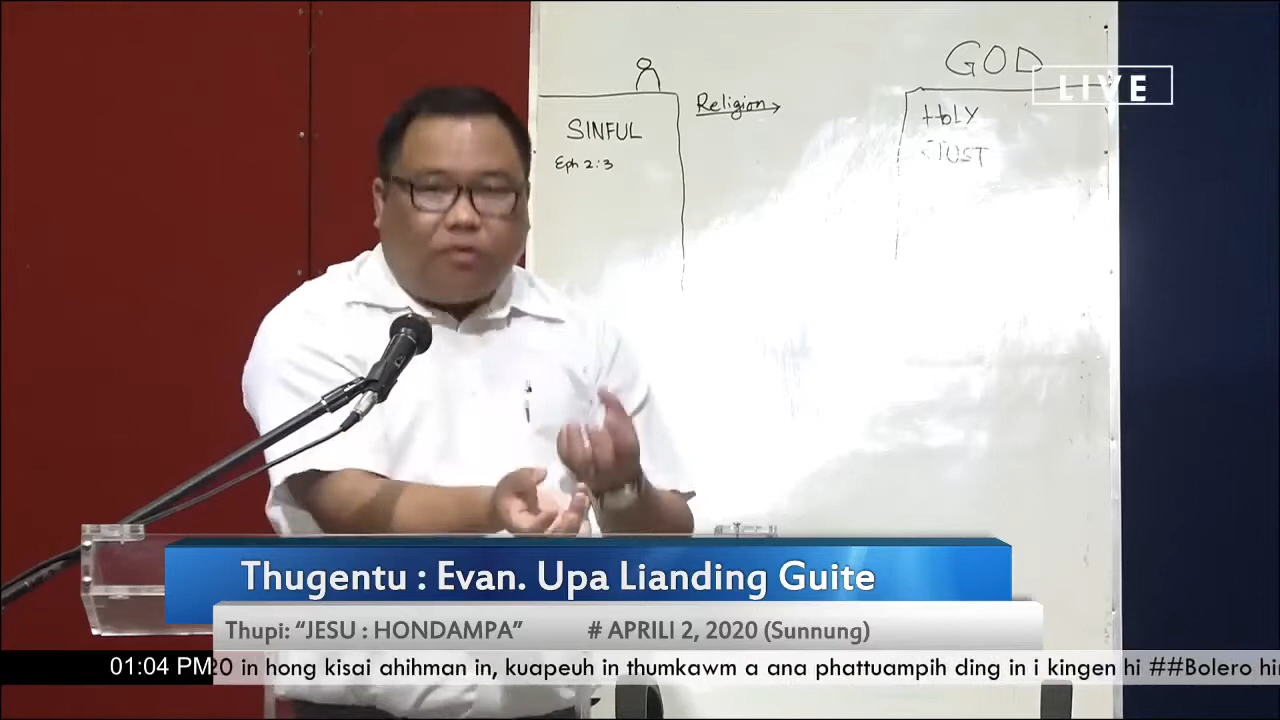 GOD
LIVE
Religion
HOLY
SINFUL
JUST
Eph 2:3
Thugentu : Evan. Upa Lianding Guite
Thupi: “JESU : HONDAMPA” # APRILI 2, 2020 (Sunnung)
01:04 PM 20 in hong kisai ahihman in, kuapeuh in thumkawm a ana phattuampih ding in i kingen hi ##Bolero